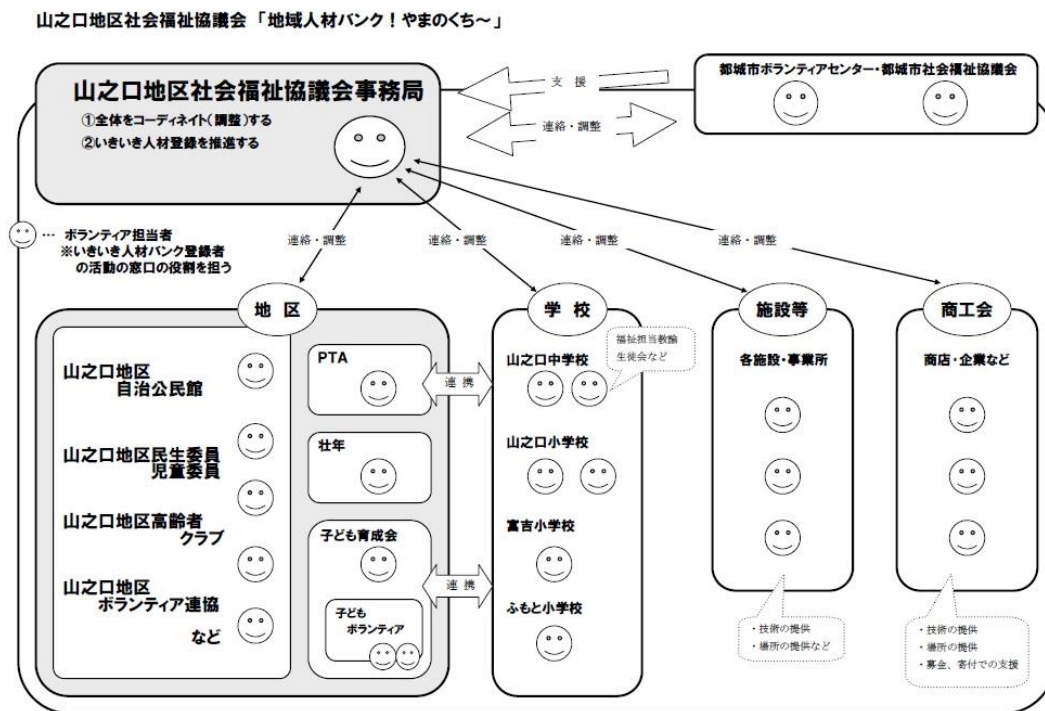 山之口地区社会福祉協議会 「地域人材バンク！やまのくち～」
山之口地区社会福祉協議会事務局
①全体をコーディネイト（調整）する
②いきいき人材登録を推進する
支 援
連絡・調整
都城市ボランティアセンター・都城市社会福祉協議会
… ボランティア担当者
※いきいき人材バンク登録者
の活動の窓口の役割を担う
連絡・調整
連絡・調整
連絡・調整
連絡・調整
地 区
山之口地区
自治公民館
山之口地区民生委員
児童委員
山之口地区高齢者
クラブ
山之口地区
ボランティア連協
など
PTA
壮年
子ども育成会
子ども
ボランティア
連 携
連 携
学 校
山之口中学校
福祉担当教諭
生徒会など
山之口小学校
富吉小学校
ふもと小学校
施設等
各施設・事業所
・技術の提供
・場所の提供など
商工会
商店・企業など
・技術の提供
・場所の提供
・募金、寄付での支援